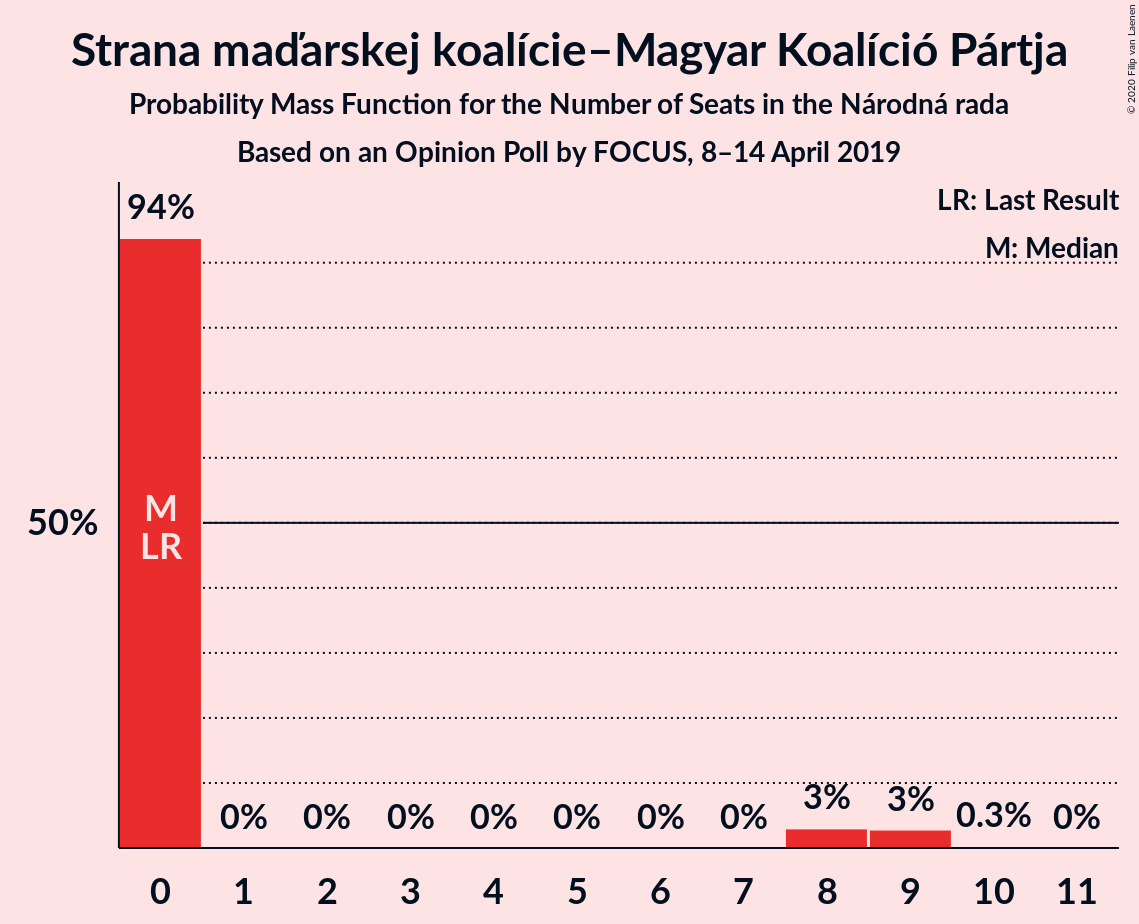 Strana maďarskej koalície–Magyar Koalíció Pártja
Probability Mass Function for the Number of Seats in the Národná rada
Based on an Opinion Poll by FOCUS, 8–14 April 2019
© 2020 Filip van Laenen
LR: Last Result
M: Median
94%
50%
M
LR
0% 0% 0% 0% 0% 0% 0% 3% 3% 0.3% 0%
0 1 2 3 4 5 6 7 8 9 10 11